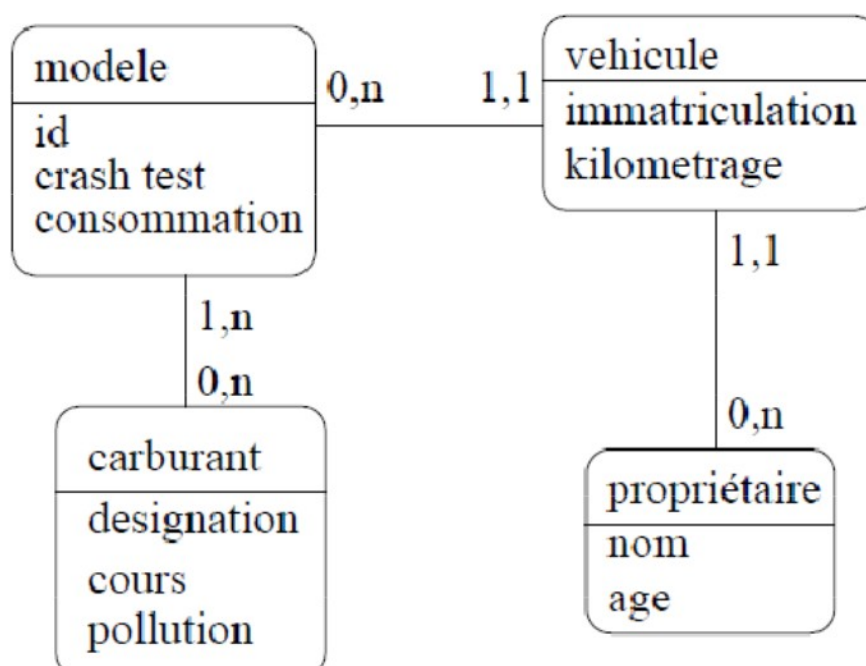 modele
id
crash test
consommation
0,n
1,1
vehicule
immatriculation
kilometrage
1,n
0,n
carburant
designation
cours
pollution
1,1
0,n
propriétaire
nom
age